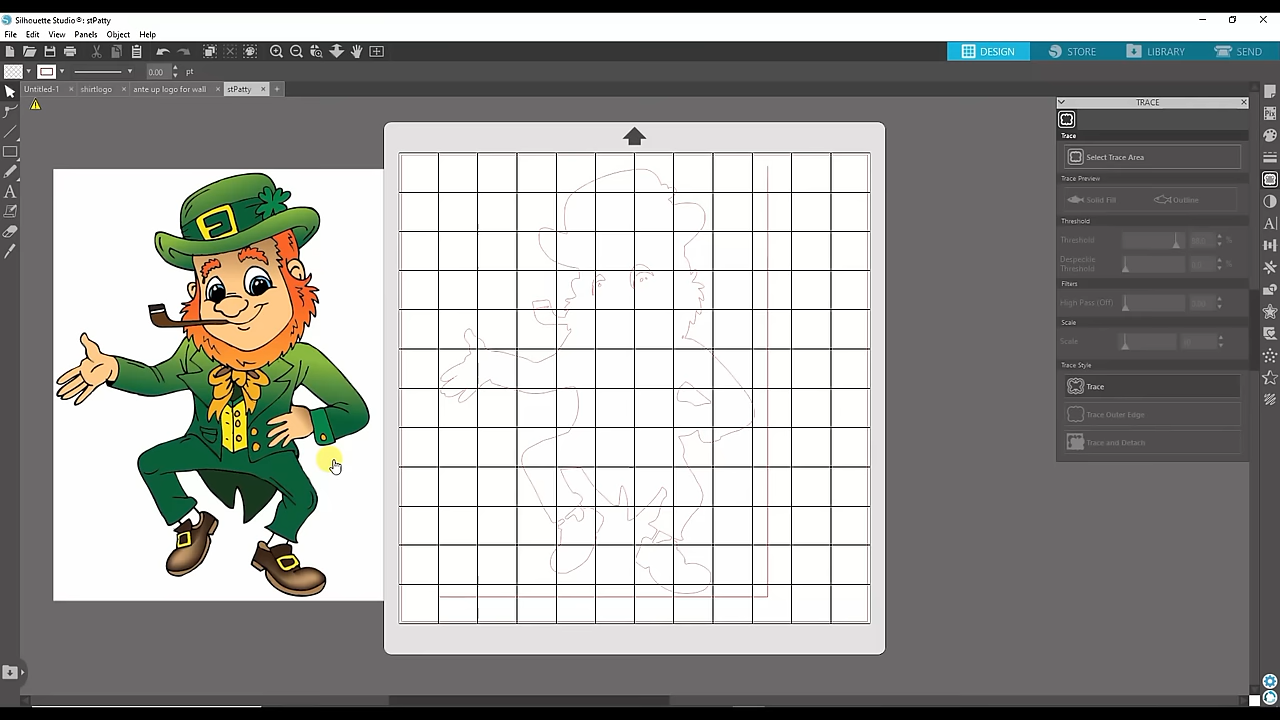 Silhouette Studio®: stPatty
File Edit View Panels Object Help
DESIGN STORE LIBRARY SEND
0.00 pt
Untitled-1 shirtlogo ante up logo for wall stPatty
TRACE
Trace
Select Trace Area
Trace Preview
Solid Fill Outline
Threshold
Threshold %
Despeckle
Threshold %
Filters
High Pass (Off)
Scale
Scale
Trace Style
Trace
Trace Outer Edge
Trace and Detach